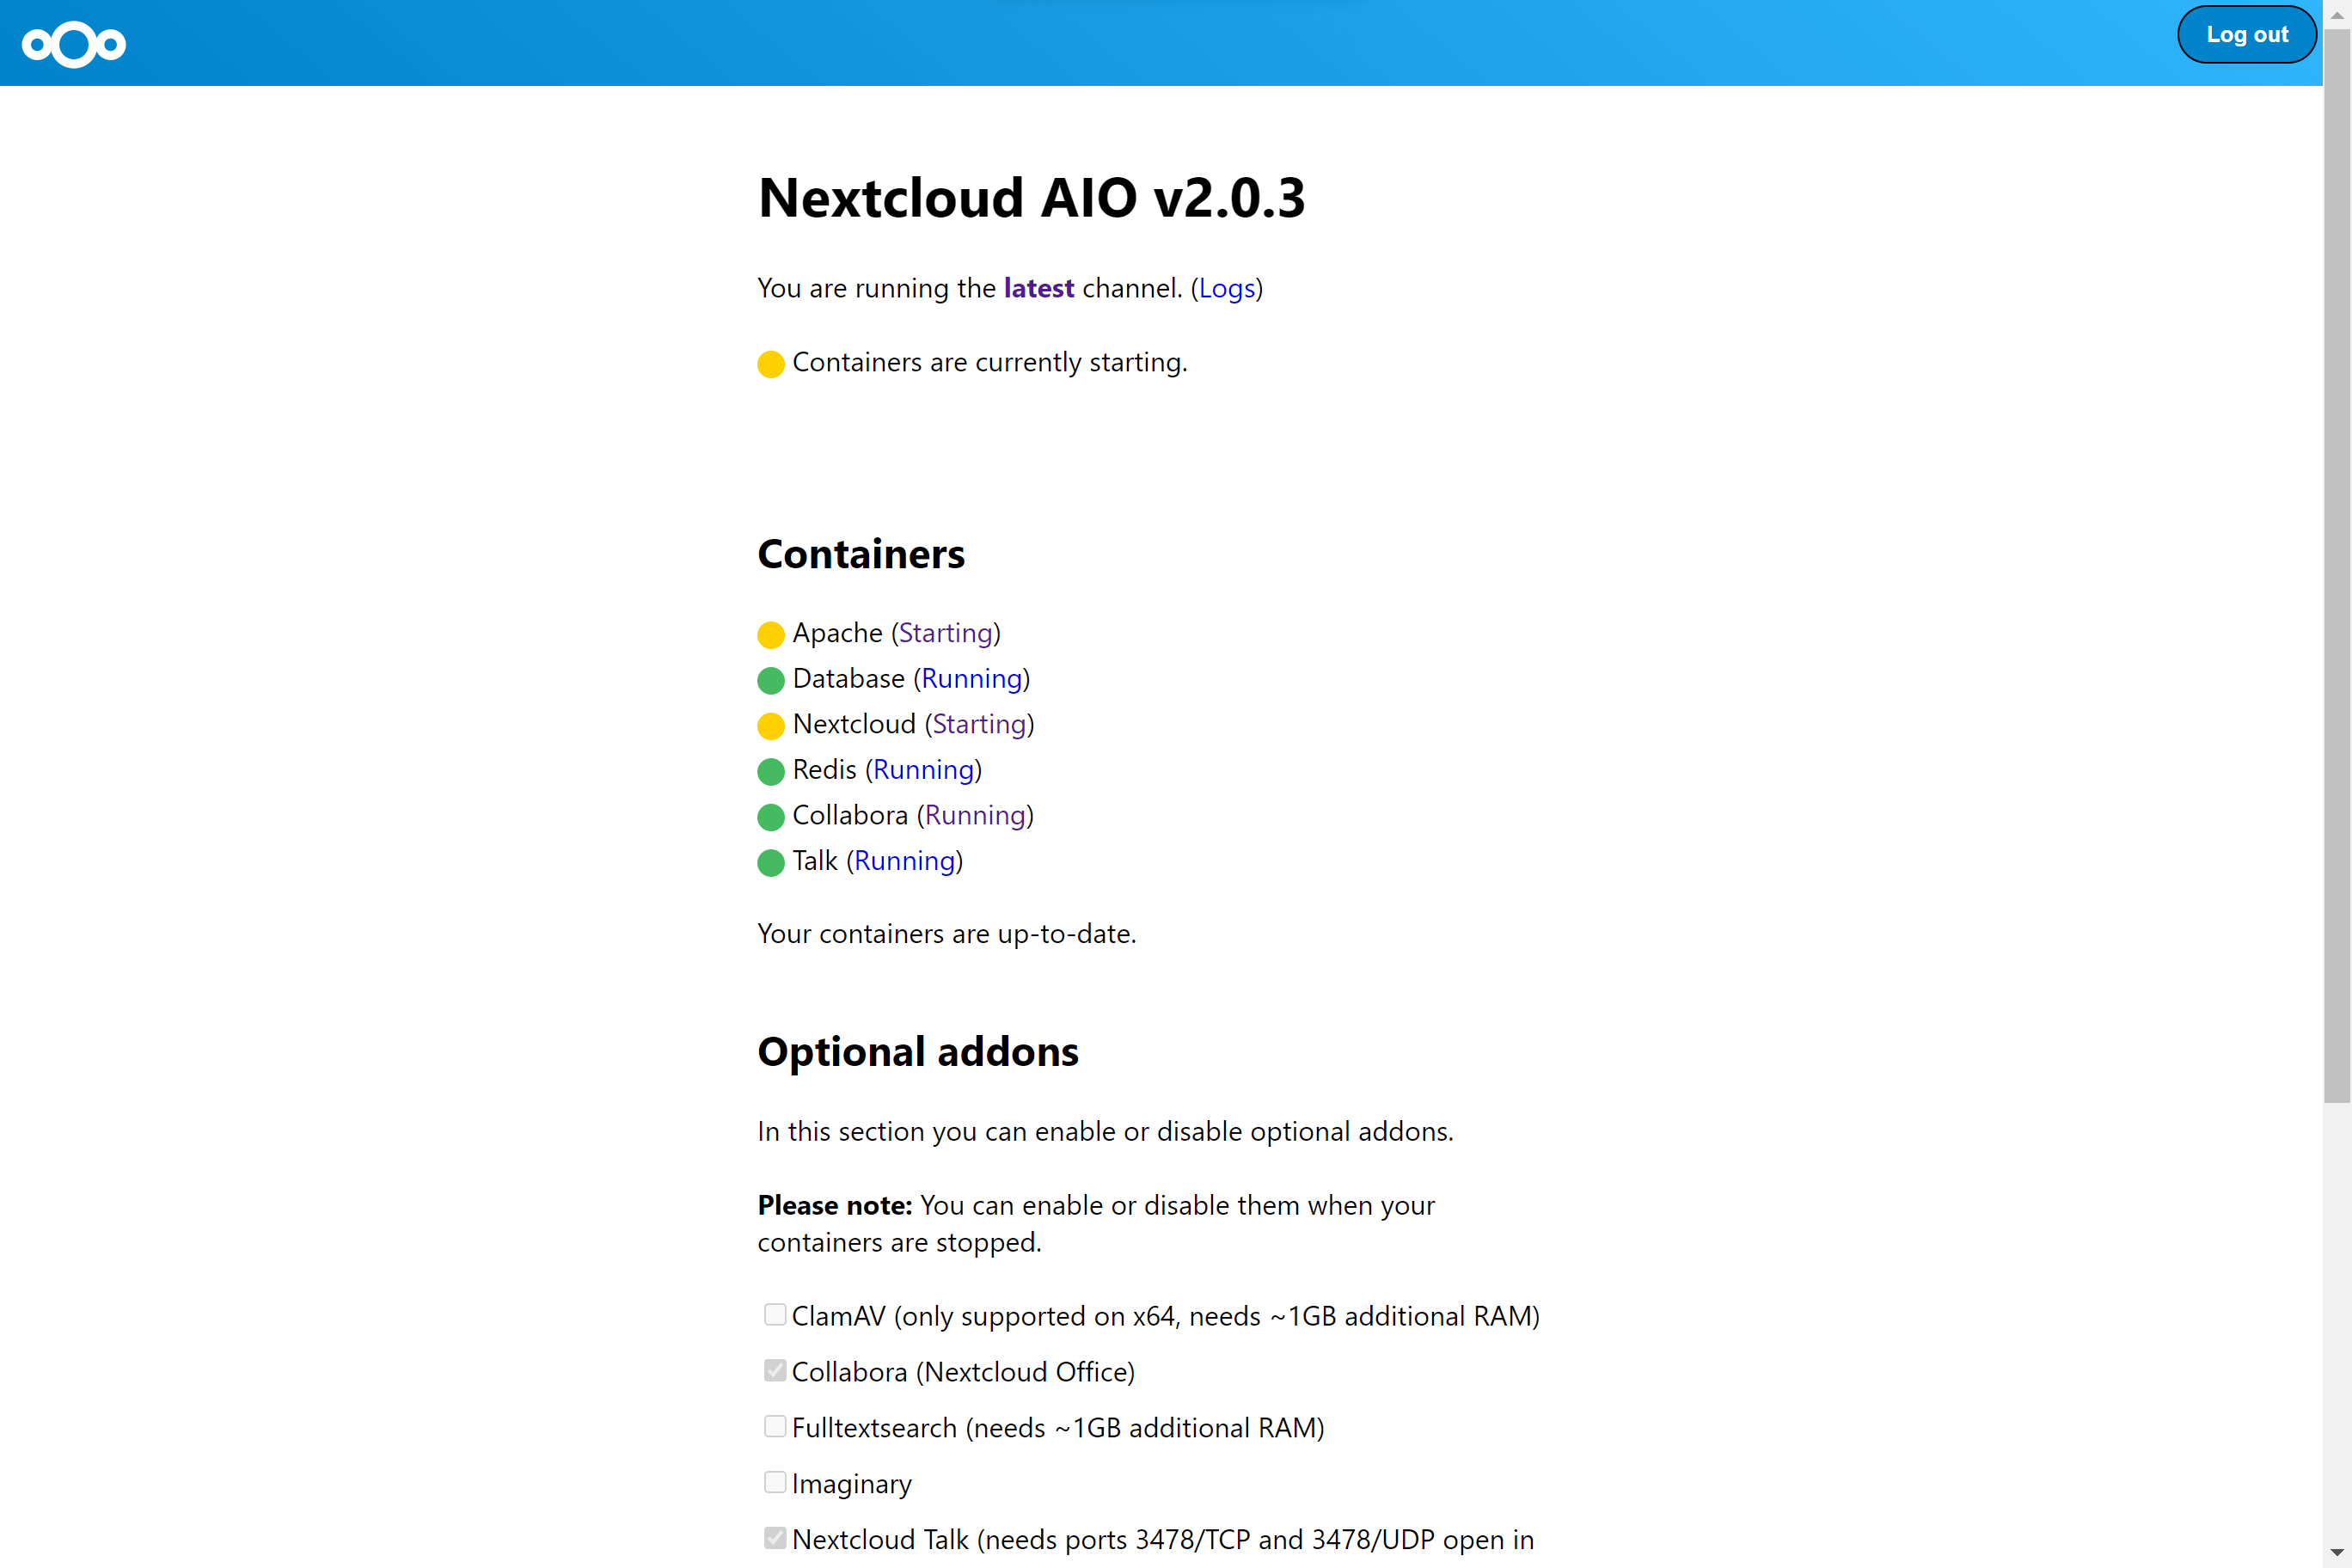 Log out
Nextcloud AIO v2.0.3
You are running the latest channel. (Logs)
Containers are currently starting.
Containers
Apache (Starting)
Database (Running)
Nextcloud (Starting)
Redis (Running)
Collabora (Running)
Talk (Running)
Your containers are up-to-date.
Optional addons
In this section you can enable or disable optional addons.
Please note: You can enable or disable them when your
containers are stopped.
ClamAV (only supported on x64, needs ~1GB additional RAM)
Collabora (Nextcloud Office)
Fulltextsearch (needs ~1GB additional RAM)
Imaginary
Nextcloud Talk (needs ports 3478/TCP and 3478/UDP open in